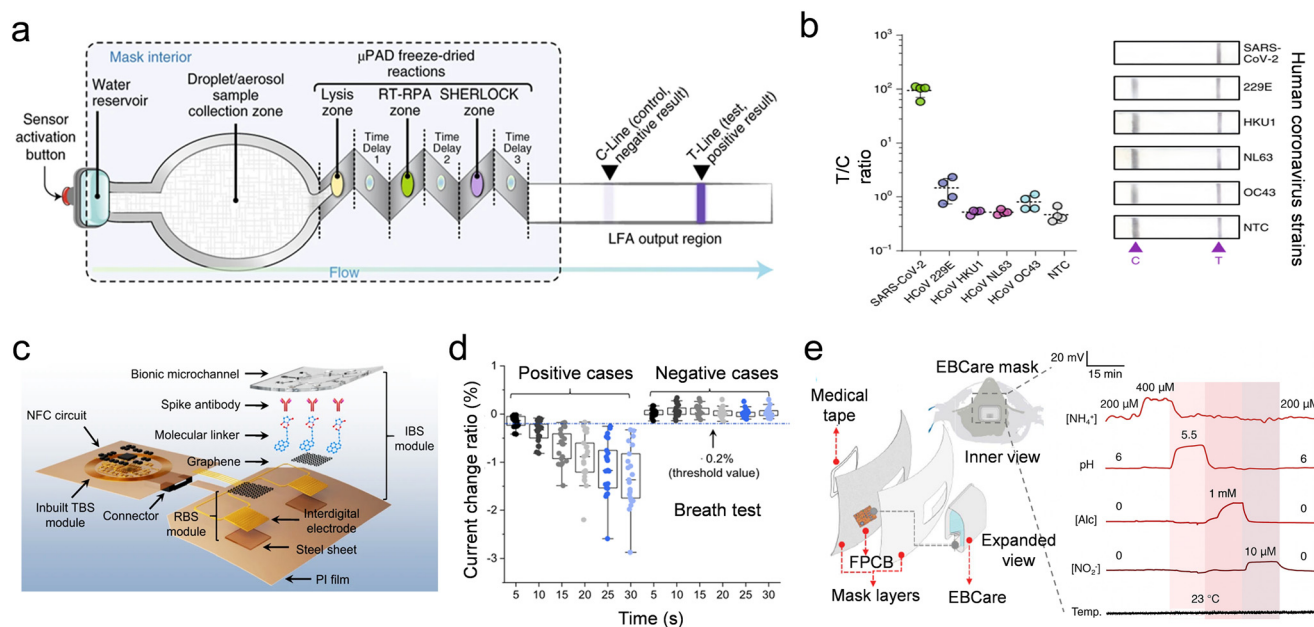 a
Mask interior
Water
reservoir
Sensor
activation
button
Droplet/aerosol
sample
collection zone
µPAD freeze-dried
reactions
Lysis
zone
RT-RPA
zone
SHERLOCK
zone
Time
Delay
1
Time
Delay
2
Time
Delay
3
C-Line (control,
negative result)
T-Line (test,
positive result)
LFA output region
Flow
b
T/C
ratio
10³
10²
10¹
10⁰
10⁻¹
SARS-CoV-2
HCoV 229E
HCoV HKU1
HCoV NL63
HCoV OC43
NTC
SARS-
CoV-2
229E
HKU1
NL63
OC43
NTC
C
T
Human coronavirus strains
c
Bionic microchannel
Spike antibody
Molecular linker
Graphene
NFC circuit
IBS
module
Inbuilt TBS
module
Connector
RBS
module
Interdigital
electrode
Steel sheet
PI film
d
Current change ratio (%)
Positive cases
Negative cases
0
-1
-2
-3
- 0.2%
(threshold value)
Breath test
5 10 15 20 25 30 5 10 15 20 25 30
Time (s)
e
Medical
tape
EBCare mask
Inner view
Expanded
view
FPCB
Mask layers
EBCare
20 mV
15 min
[NH₄⁺]
200 µM
400 µM
200 µM
pH
6
5.5
6
[Alc]
0
1 mM
0
[NO₂⁻]
0
10 µM
0
23 °C
Temp.